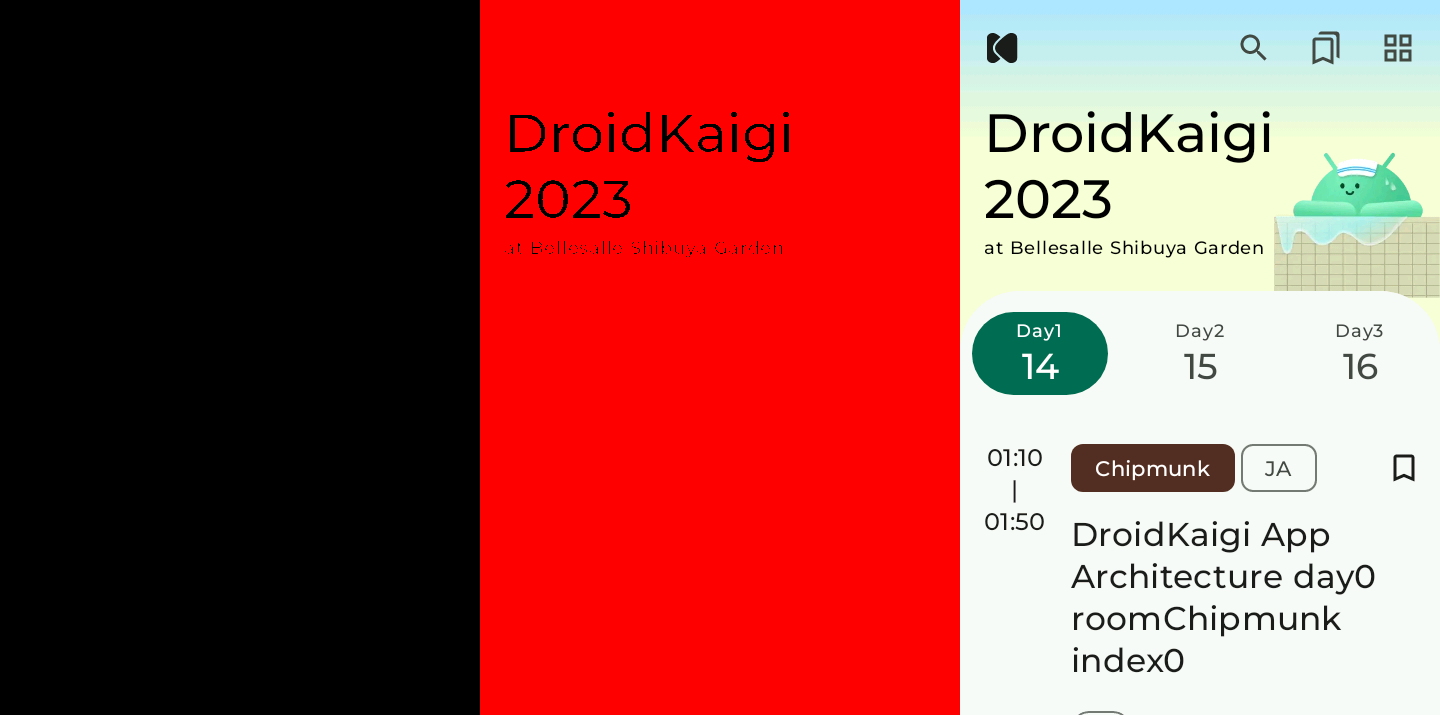 DroidKaigi
2023
at Bellesalle Shibuya Garden
DroidKaigi
2023
at Bellesalle Shibuya Garden
Day1
14
Day2
15
Day3
16
01:10
|
01:50
Chipmunk
JA
DroidKaigi App
Architecture day0
roomChipmunk
index0